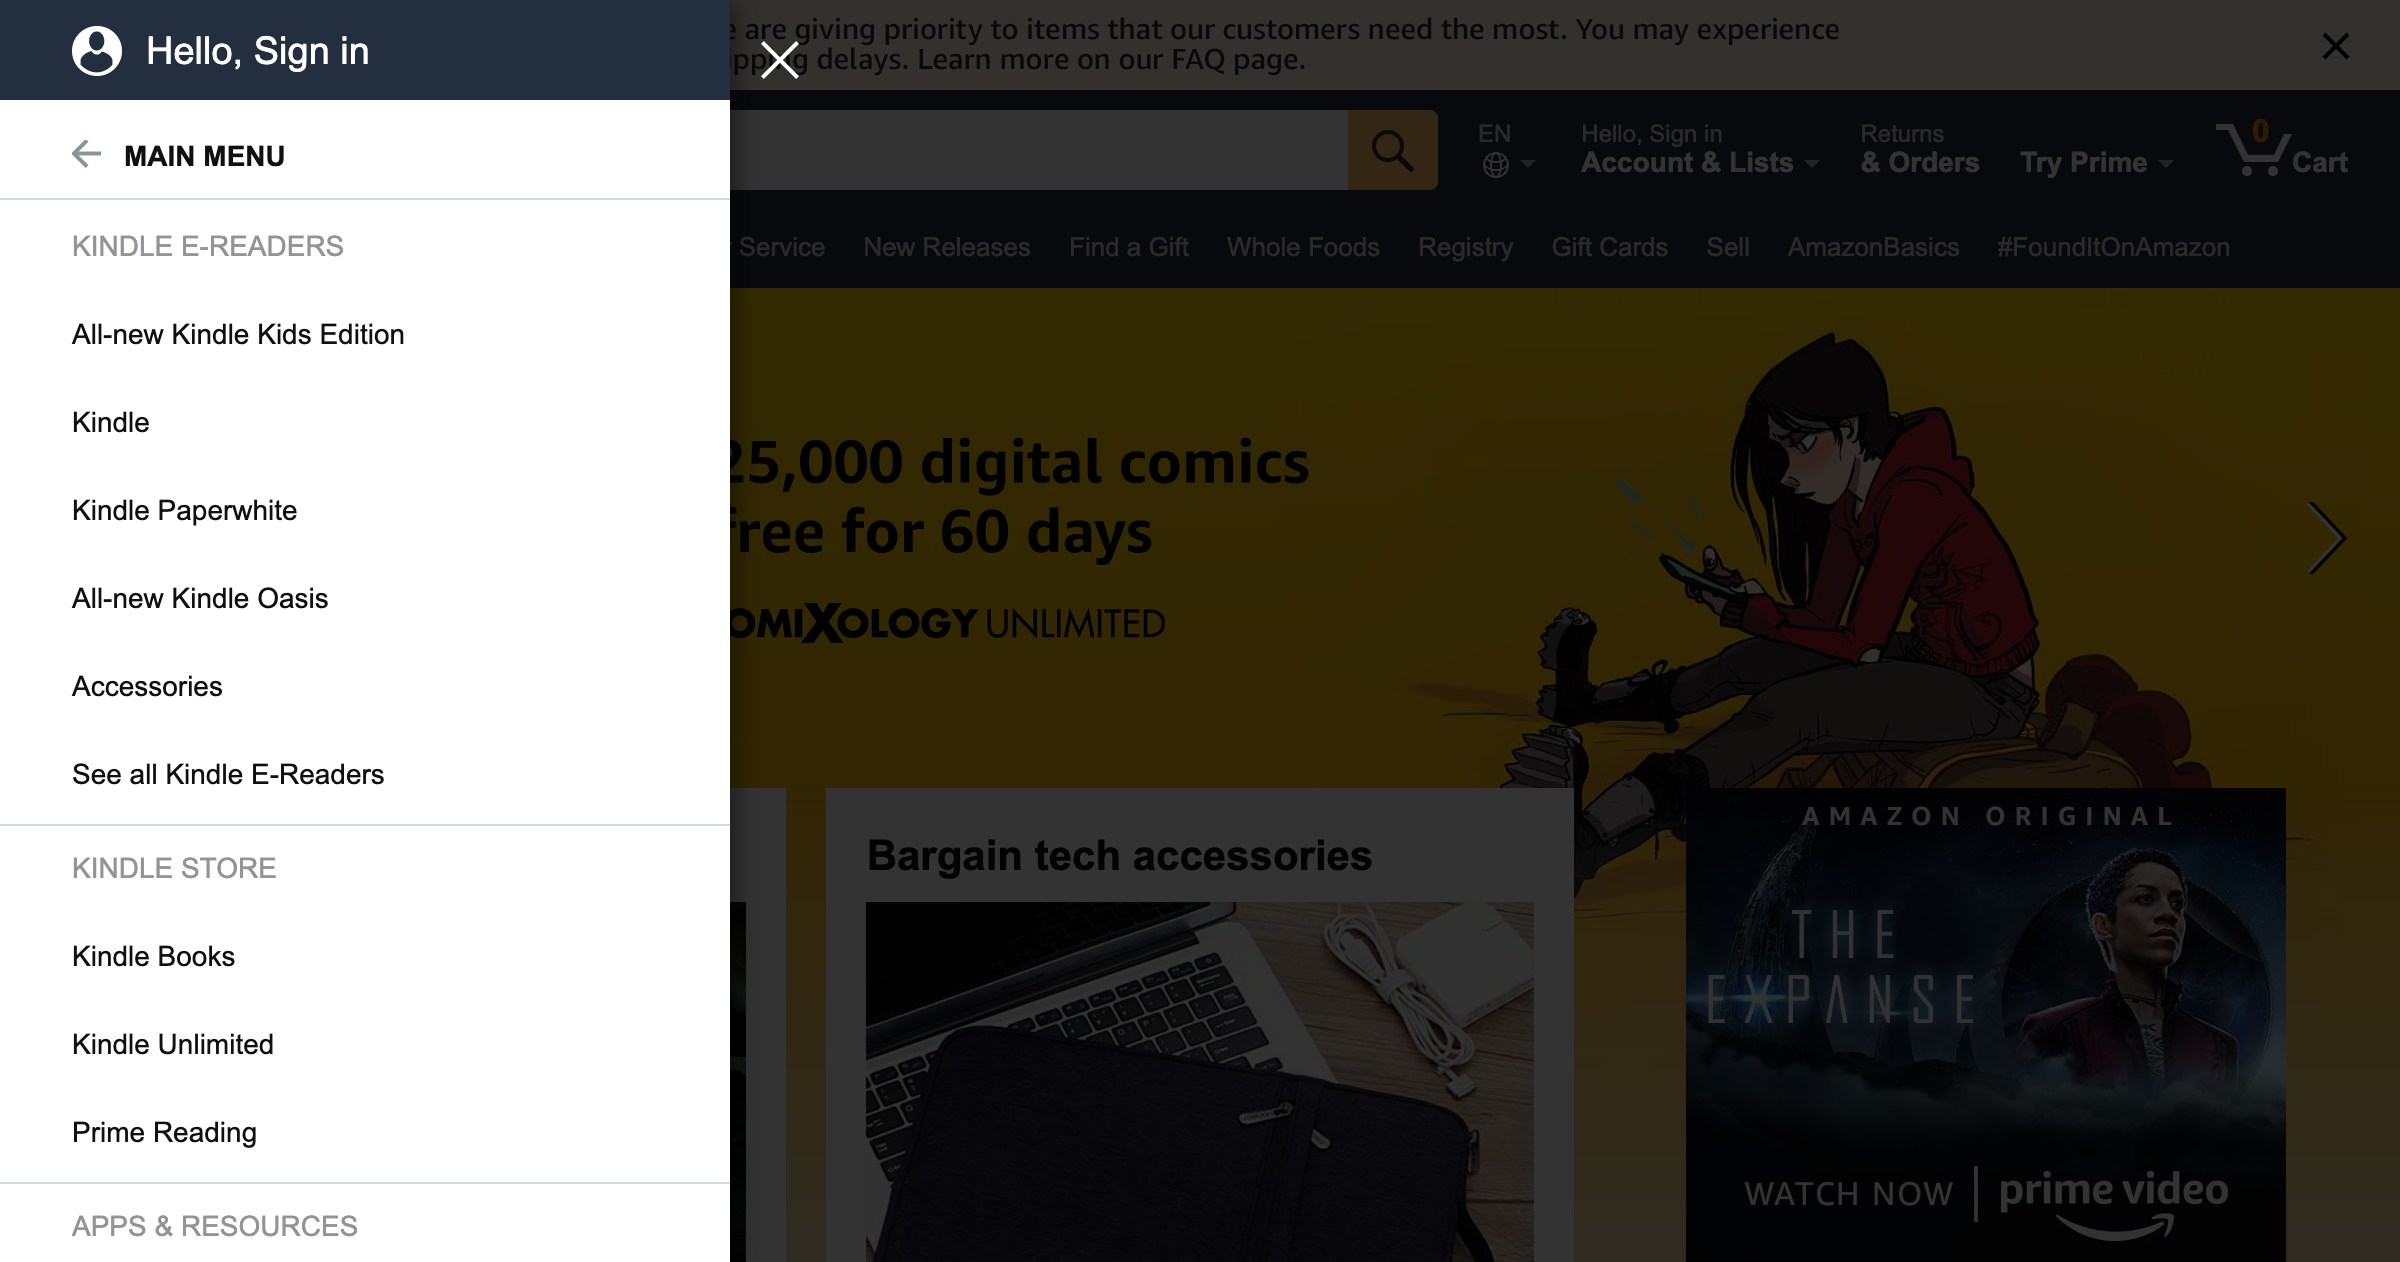 Hello, Sign in
MAIN MENU
KINDLE E-READERS
All-new Kindle Kids Edition
Kindle
Kindle Paperwhite
All-new Kindle Oasis
Accessories
See all Kindle E-Readers
KINDLE STORE
Kindle Books
Kindle Unlimited
Prime Reading
APPS & RESOURCES
are giving priority to items that our customers need the most. You may experience
delays. Learn more on our FAQ page.
EN
Hello, Sign in
Account & Lists
Returns
& Orders
Try Prime
0
Cart
Service New Releases Find a Gift Whole Foods Registry Gift Cards Sell AmazonBasics #FoundItOnAmazon
25,000 digital comics
free for 60 days
OMIXOLOGY UNLIMITED
Bargain tech accessories
AMAZON ORIGINAL
THE
EXPANSE
WATCH NOW | prime video